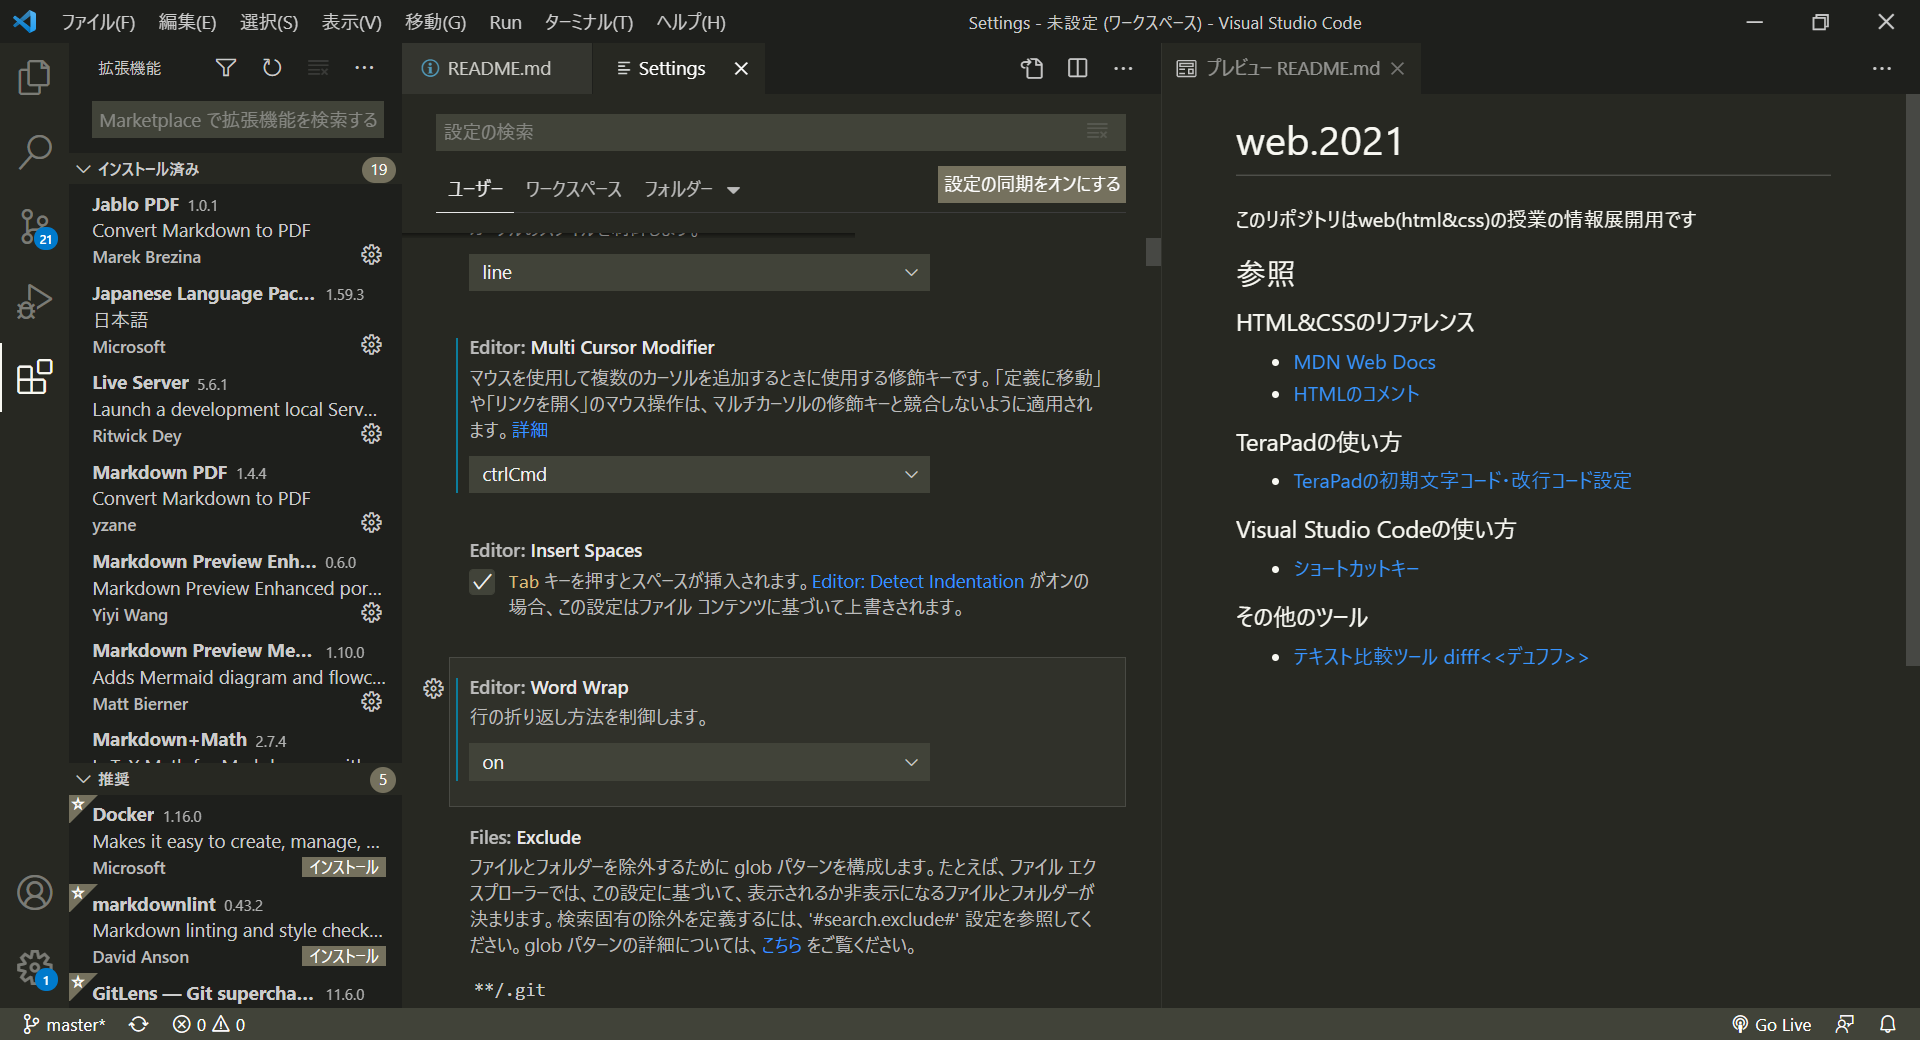 ファイル(F) 編集(E) 選択(S) 表示(V) 移動(G) Run ターミナル(T) ヘルプ(H)
Settings - 未設定 (ワークスペース) - Visual Studio Code
拡張機能
Marketplace で拡張機能を検索する
インストール済み 19
Jablo PDF 1.0.1
Convert Markdown to PDF
Marek Brezina
Japanese Language Pac... 1.59.3
日本語
Microsoft
Live Server 5.6.1
Launch a development local Serv...
Ritwick Dey
Markdown PDF 1.4.4
Convert Markdown to PDF
yzane
Markdown Preview Enh... 0.6.0
Markdown Preview Enhanced por...
Yiyi Wang
Markdown Preview Me... 1.10.0
Adds Mermaid diagram and flowc...
Matt Bierner
Markdown+Math 2.7.4
推奨 5
Docker 1.16.0
Makes it easy to create, manage, ...
Microsoft インストール
markdownlint 0.43.2
Markdown linting and style check...
David Anson インストール
GitLens — Git supercha... 11.6.0
21
1
README.md
Settings
設定の検索
ユーザー ワークスペース フォルダー
設定の同期をオンにする
line
Editor: Multi Cursor Modifier
マウスを使用して複数のカーソルを追加するときに使用する修飾キーです。「定義に移動」
や「リンクを開く」のマウス操作は、マルチカーソルの修飾キーと競合しないように適用され
ます。詳細
ctrlCmd
Editor: Insert Spaces
Tab キーを押すとスペースが挿入されます。Editor: Detect Indentation がオンの
場合、この設定はファイル コンテンツに基づいて上書きされます。
Editor: Word Wrap
行の折り返し方法を制御します。
on
Files: Exclude
ファイルとフォルダーを除外するために glob パターンを構成します。たとえば、ファイル エク
スプローラーでは、この設定に基づいて、表示されるか非表示になるファイルとフォルダーが
決まります。検索固有の除外を定義するには、'#search.exclude#' 設定を参照してく
ださい。glob パターンの詳細については、こちら をご覧ください。
**/.git
プレビュー README.md
web.2021
このリポジトリはweb(html&css)の授業の情報展開用です
参照
HTML&CSSのリファレンス
• MDN Web Docs
• HTMLのコメント
TeraPadの使い方
• TeraPadの初期文字コード・改行コード設定
Visual Studio Codeの使い方
• ショートカットキー
その他のツール
• テキスト比較ツール difff<<デュフフ>>
master* 0 0
Go Live